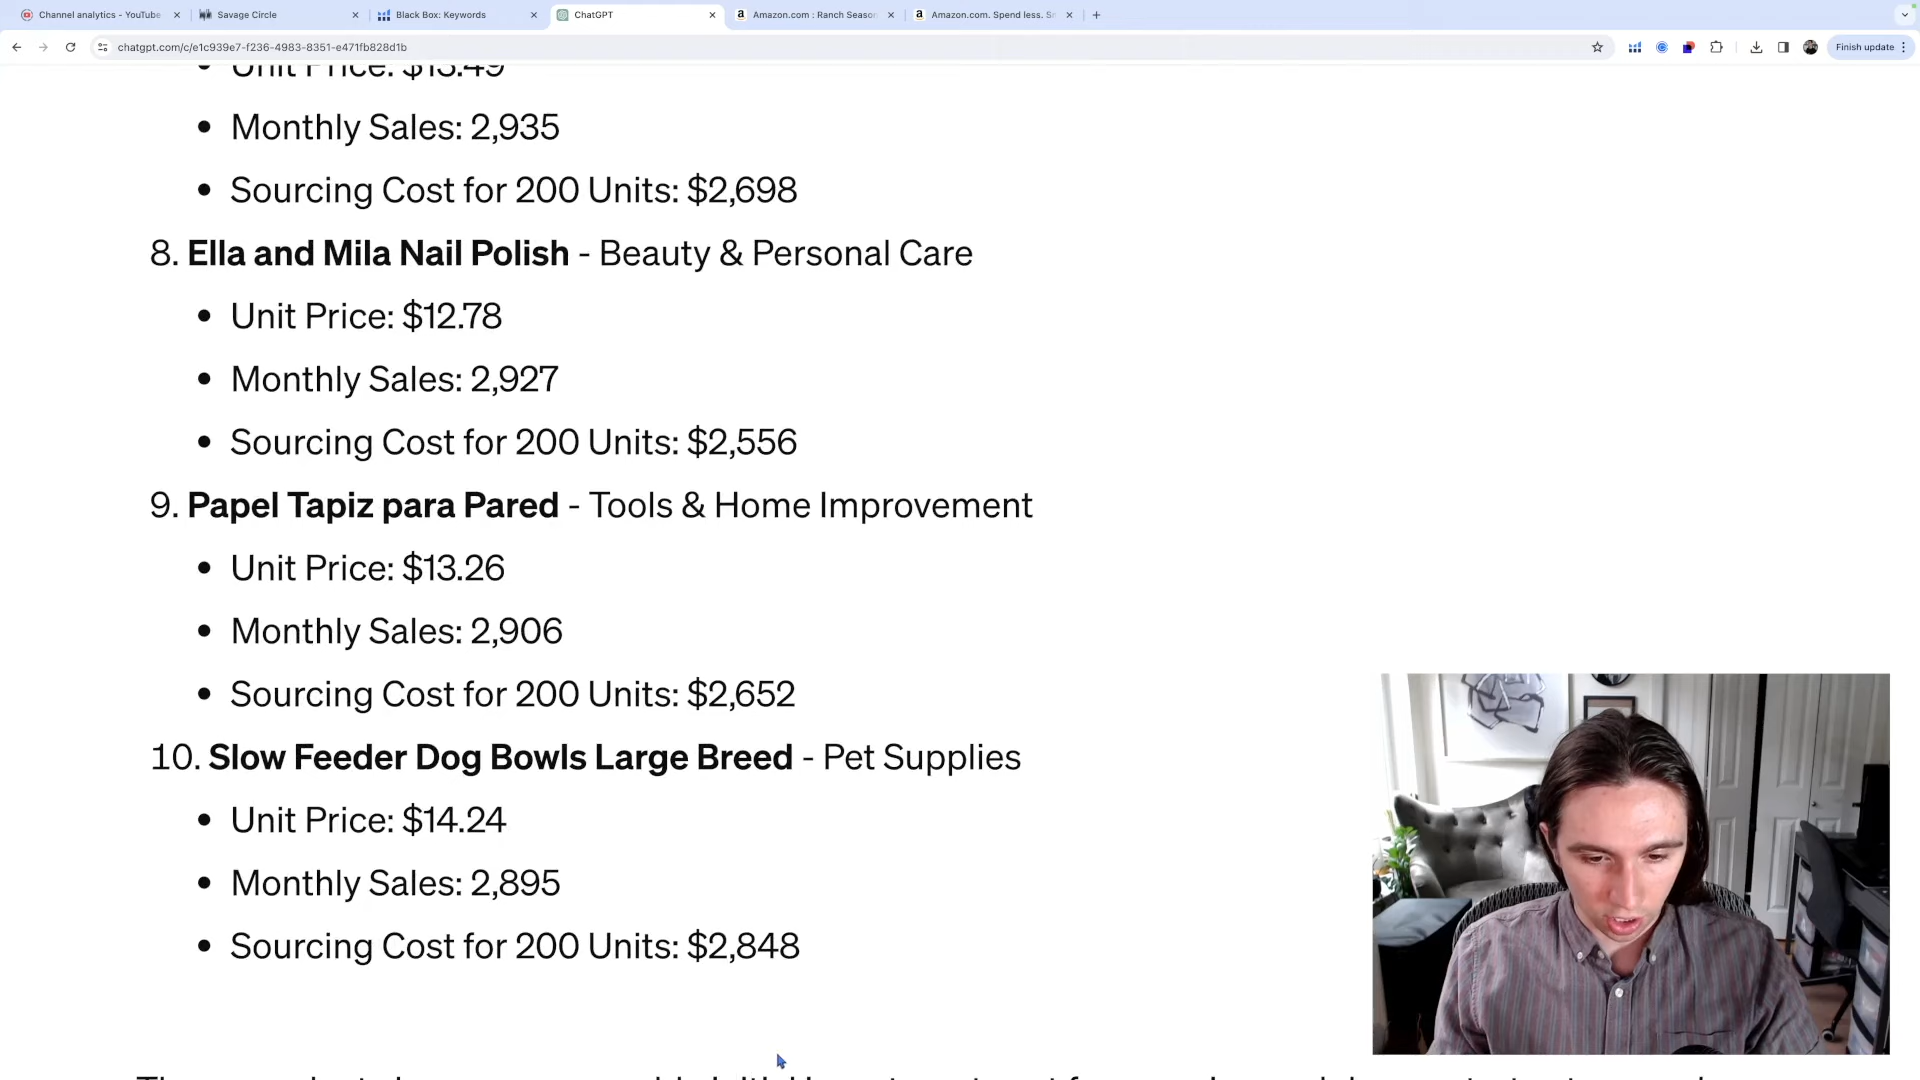 Channel analytics - YouTube
Savage Circle
Black Box: Keywords
ChatGPT
Amazon.com : Ranch Season
Amazon.com. Spend less. Sm
chatgpt.com/c/e1c939e7-f236-4983-8351-e471fb828d1b
Finish update
Unit Price: $13.49
• Monthly Sales: 2,935
• Sourcing Cost for 200 Units: $2,698
8. Ella and Mila Nail Polish - Beauty & Personal Care
• Unit Price: $12.78
• Monthly Sales: 2,927
• Sourcing Cost for 200 Units: $2,556
9. Papel Tapiz para Pared - Tools & Home Improvement
• Unit Price: $13.26
• Monthly Sales: 2,906
• Sourcing Cost for 200 Units: $2,652
10. Slow Feeder Dog Bowls Large Breed - Pet Supplies
• Unit Price: $14.24
• Monthly Sales: 2,895
• Sourcing Cost for 200 Units: $2,848